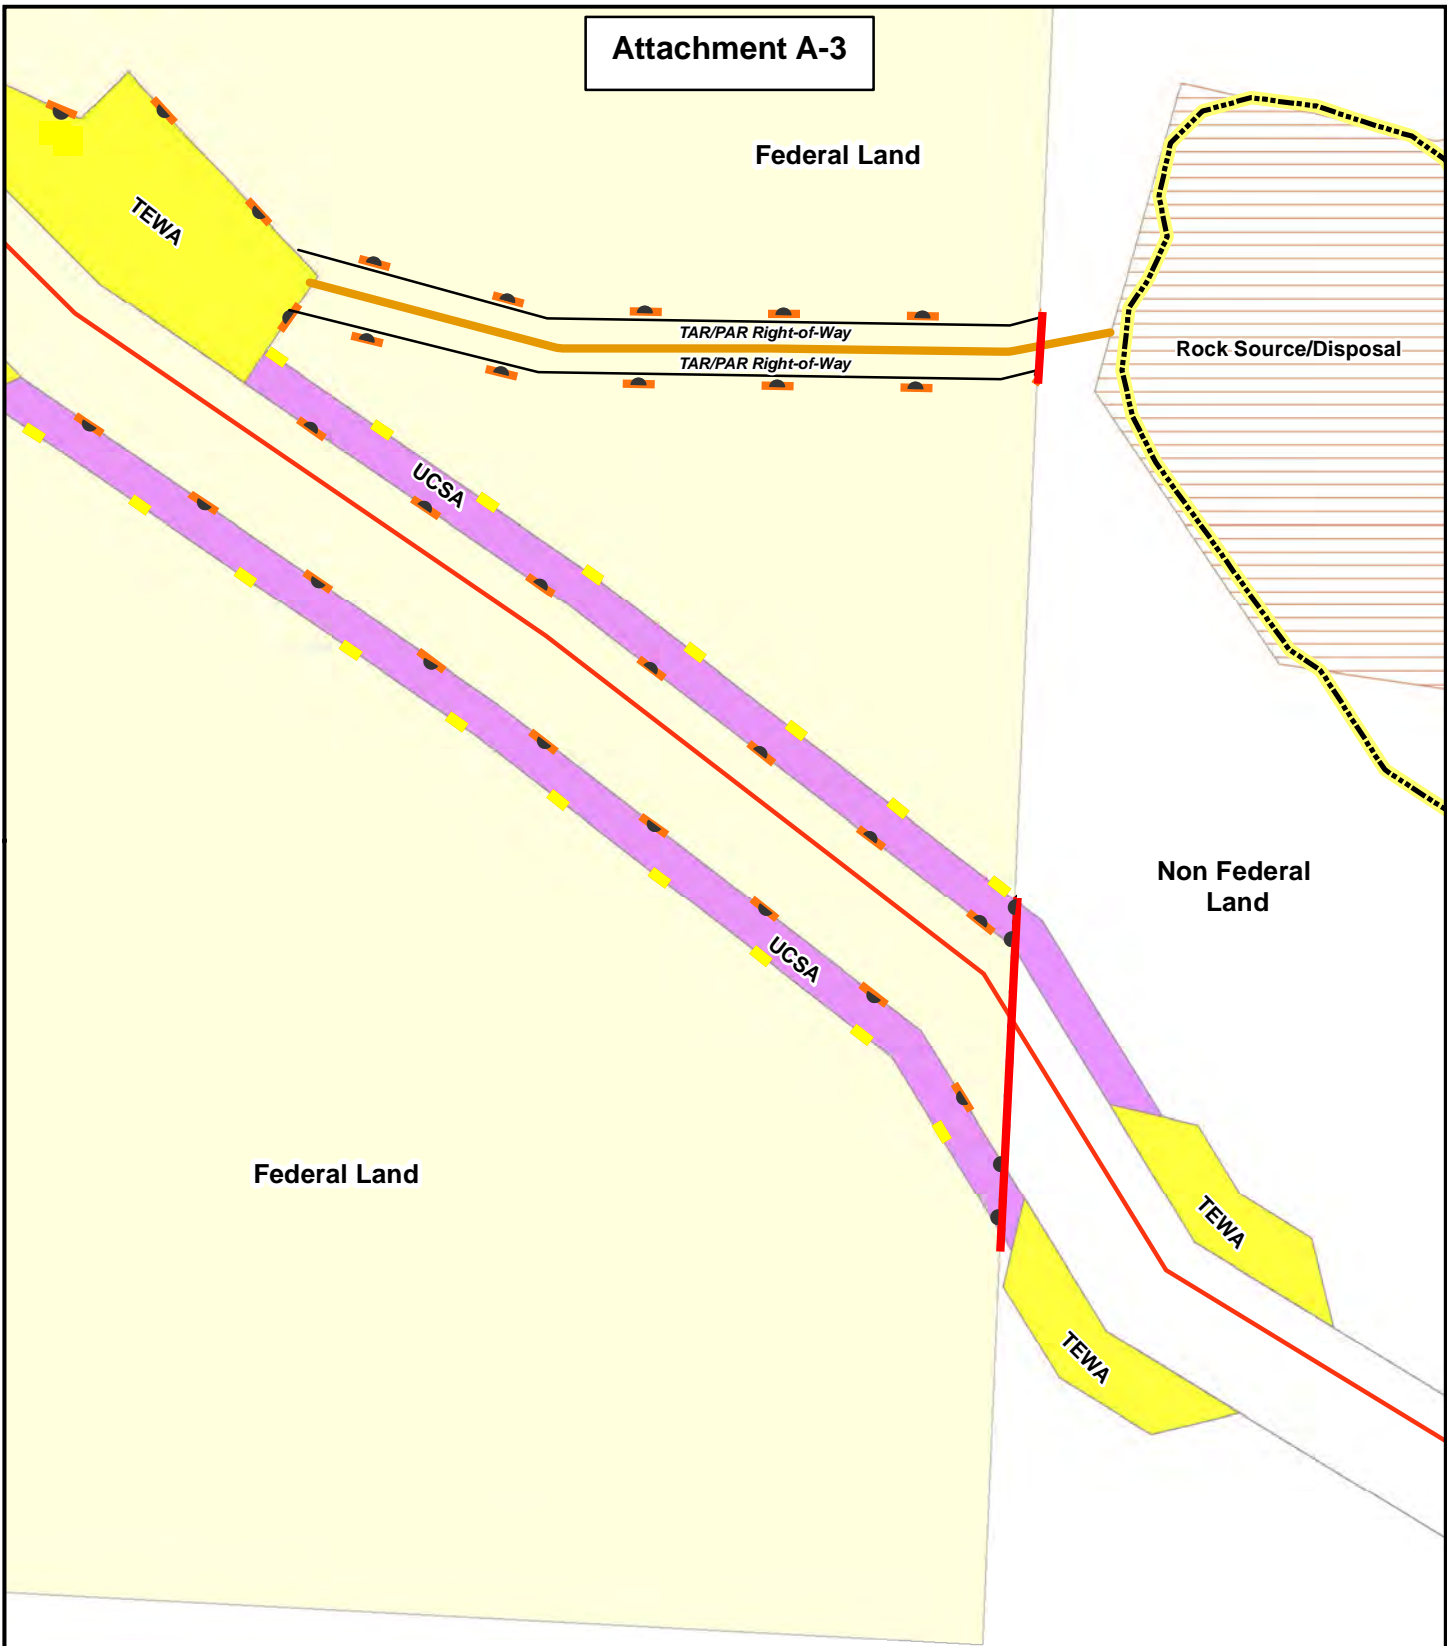 Attachment A-3
Federal Land
TEWA
TAR/PAR Right-of-Way
TAR/PAR Right-of-Way
Rock Source/Disposal
UCSA
Non Federal
Land
UCSA
Federal Land
TEWA
TEWA